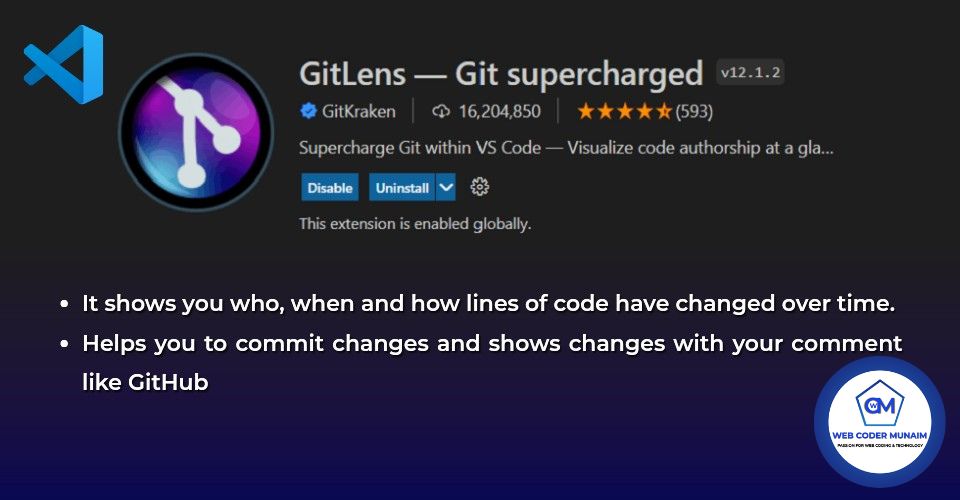 GitLens — Git supercharged v12.1.2
GitKraken 16,204,850 (593)
Supercharge Git within VS Code — Visualize code authorship at a gla...
Disable Uninstall
This extension is enabled globally.
• It shows you who, when and how lines of code have changed over time.
• Helps you to commit changes and shows changes with your comment
like GitHub
CWM
WEB CODER MUNAIM
PASSION FOR WEB CODING & TECHNOLOGY